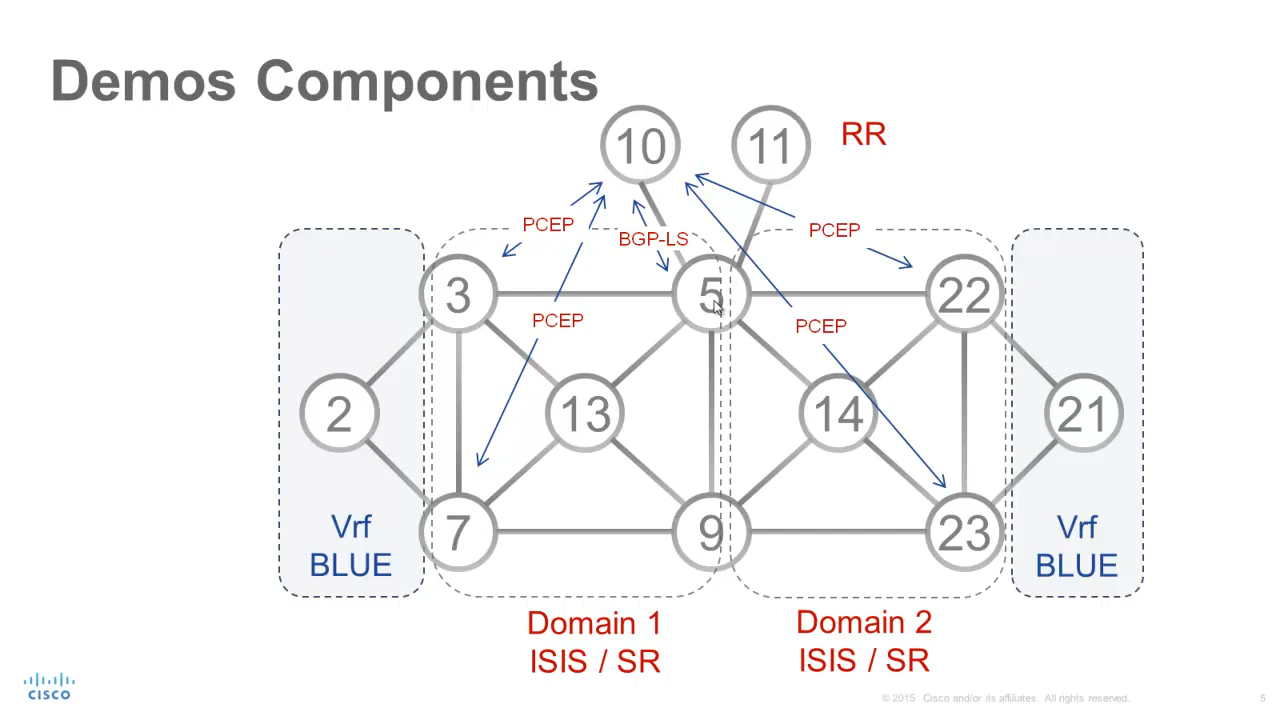 Demos Components
10
11
RR
PCEP
BGP-LS
PCEP
3
5
22
PCEP
PCEP
2
13
14
21
7
9
23
Vrf
BLUE
Vrf
BLUE
Domain 1
ISIS / SR
Domain 2
ISIS / SR
CISCO
© 2015 Cisco and/or its affiliates. All rights reserved.
5